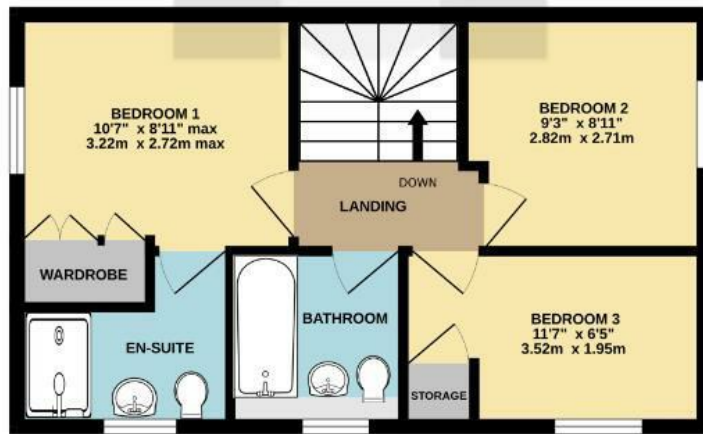 BEDROOM 1
10'7" x 8'11" max
3.22m x 2.72m max
BEDROOM 2
9'3" x 8'11"
2.82m x 2.71m
DOWN
LANDING
WARDROBE
BATHROOM
EN-SUITE
BEDROOM 3
11'7" x 6'5"
3.52m x 1.95m
STORAGE